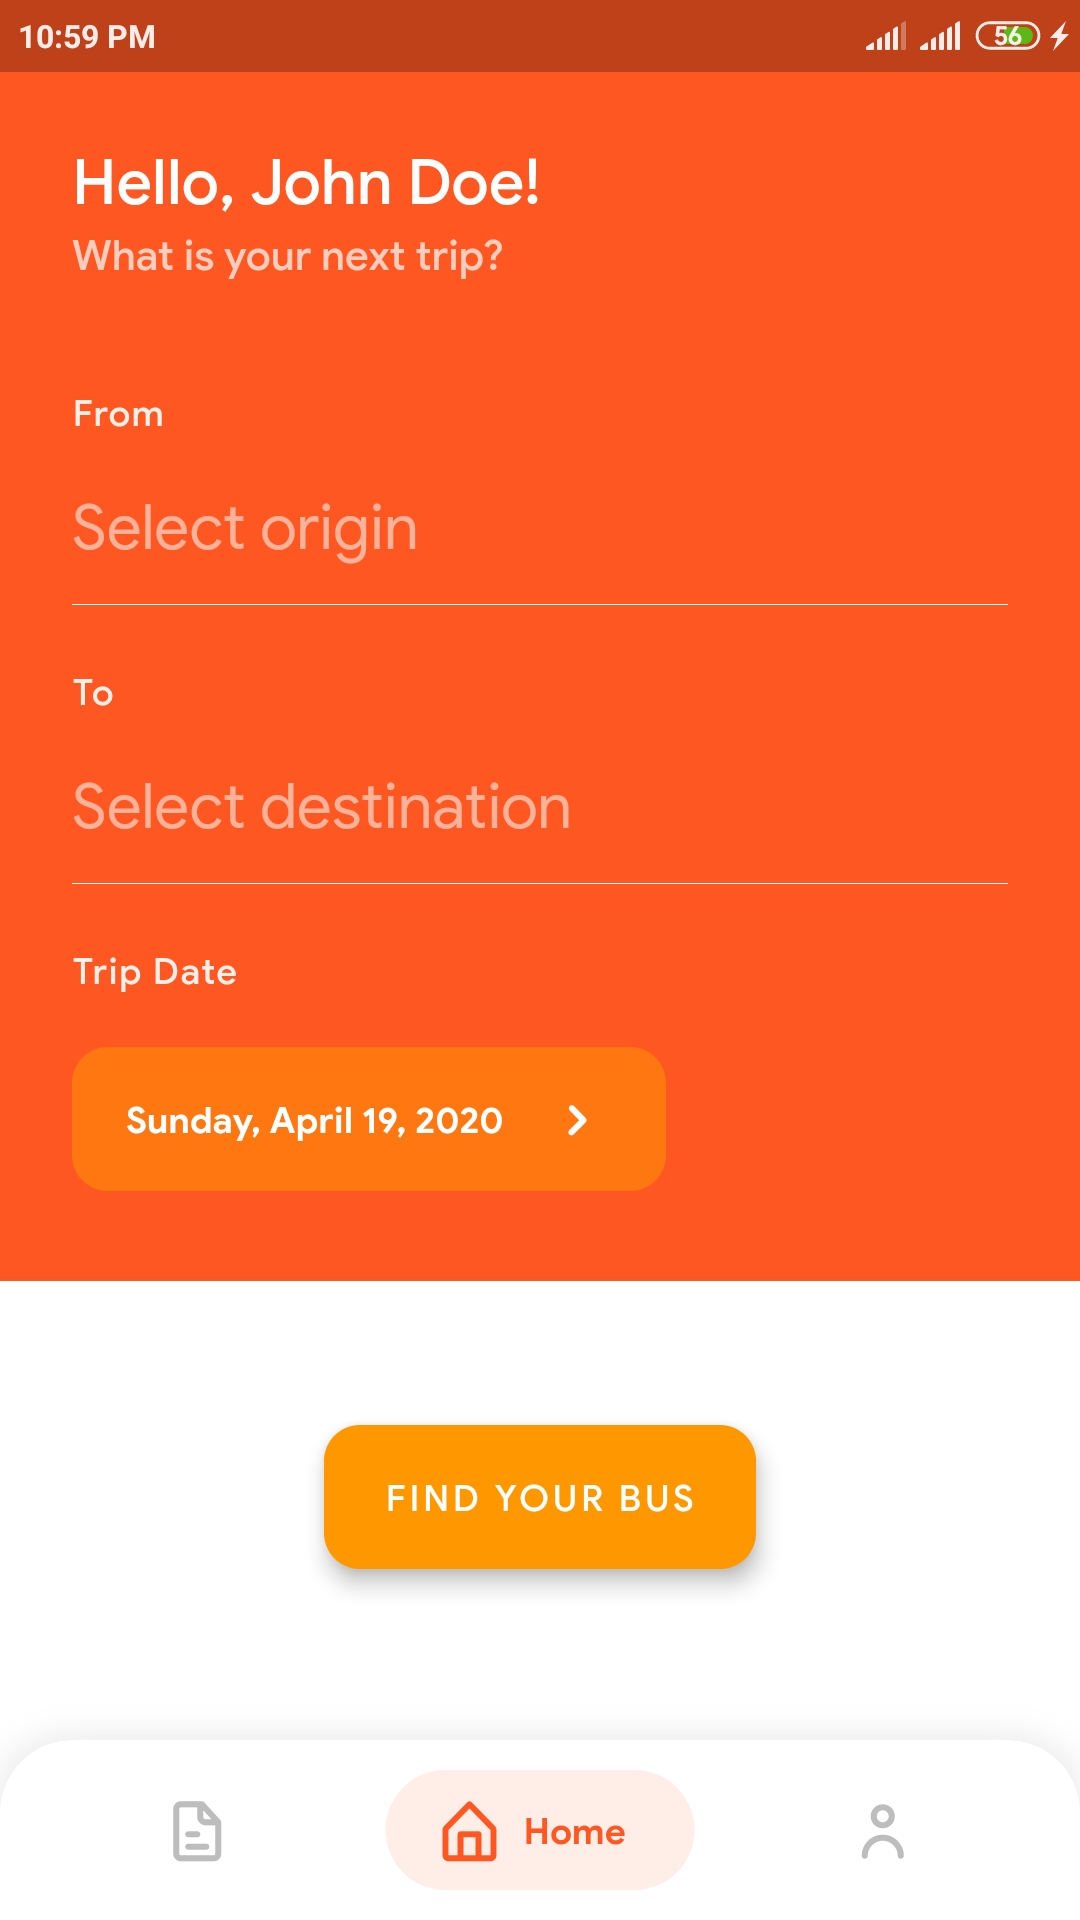 10:59 PM 56
Hello, John Doe!
What is your next trip?
From
Select origin
To
Select destination
Trip Date
Sunday, April 19, 2020
FIND YOUR BUS
Home